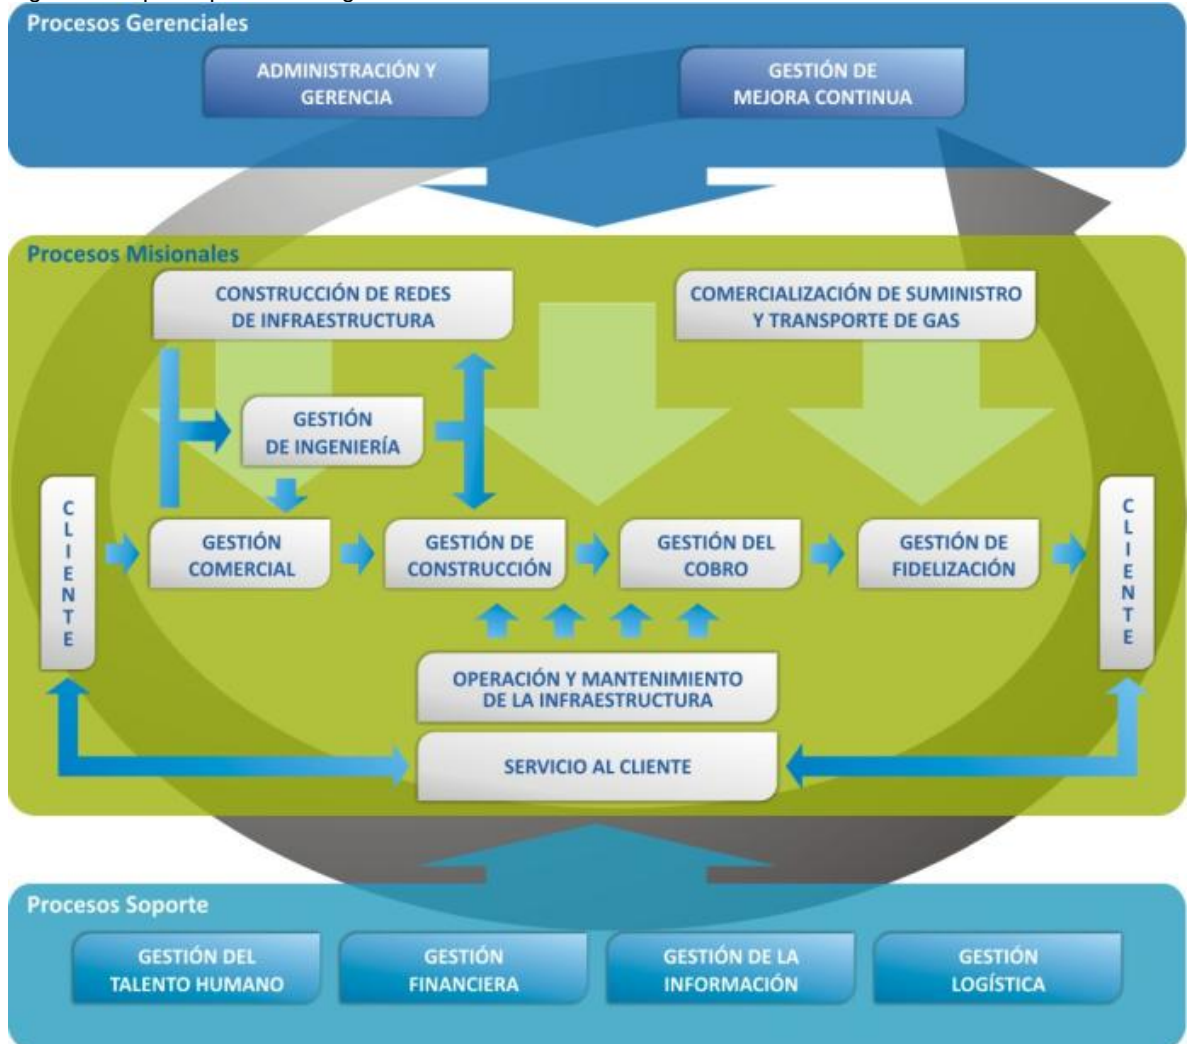 Procesos Gerenciales
ADMINISTRACIÓN Y
GERENCIA
GESTIÓN DE
MEJORA CONTINUA
Procesos Misionales
CONSTRUCCIÓN DE REDES
DE INFRAESTRUCTURA
COMERCIALIZACIÓN DE SUMINISTRO
Y TRANSPORTE DE GAS
GESTIÓN
DE INGENIERÍA
CLIENTE
GESTIÓN
COMERCIAL
GESTIÓN DE
CONSTRUCCIÓN
GESTIÓN DEL
COBRO
GESTIÓN DE
FIDELIZACIÓN
CLIENTE
OPERACIÓN Y MANTENIMIENTO
DE LA INFRAESTRUCTURA
SERVICIO AL CLIENTE
Procesos Soporte
GESTIÓN DEL
TALENTO HUMANO
GESTIÓN
FINANCIERA
GESTIÓN DE LA
INFORMACIÓN
GESTIÓN
LOGÍSTICA